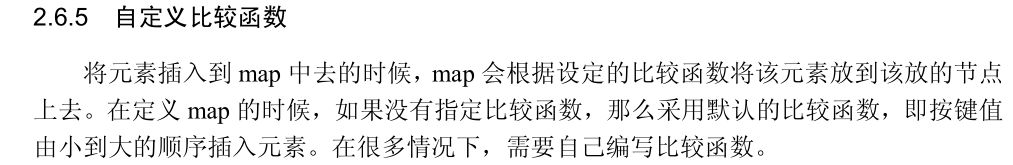 2.6.5 自定义比较函数
将元素插入到 map 中去的时候，map 会根据设定的比较函数将该元素放到该放的节点
上去。在定义 map 的时候，如果没有指定比较函数，那么采用默认的比较函数，即按键值
由小到大的顺序插入元素。在很多情况下，需要自己编写比较函数。